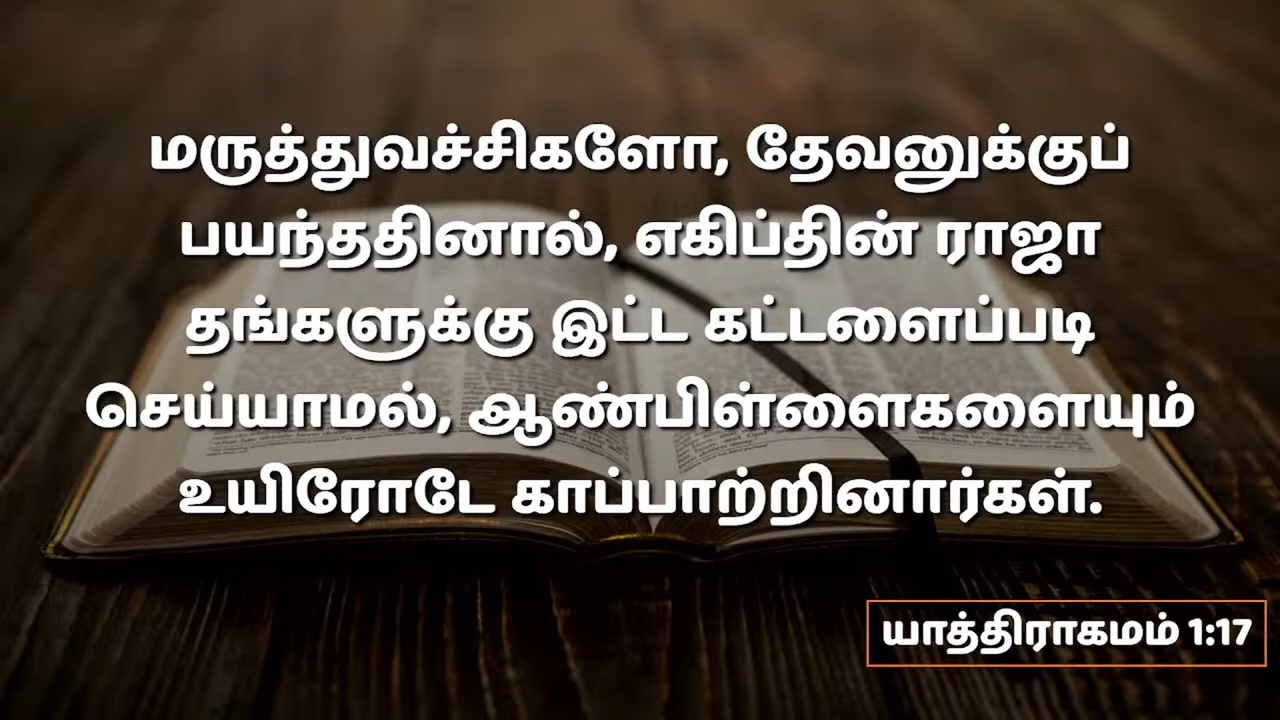 மருத்துவச்சிகளோ, தேவனுக்குப்
பயந்ததினால், எகிப்தின் ராஜா
தங்களுக்கு இட்ட கட்டளைப்படி
செய்யாமல், ஆண்பிள்ளைகளையும்
உயிரோடே காப்பாற்றினார்கள்.
யாத்திராகமம் 1:17